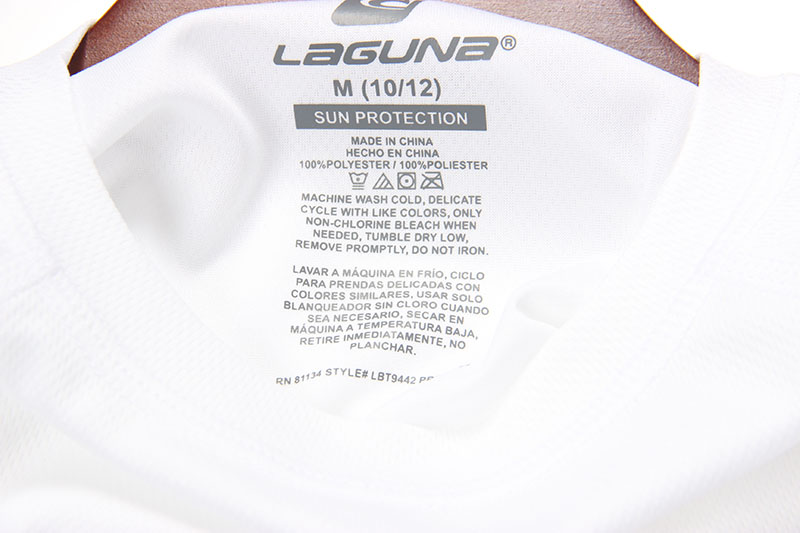 LAGUNA®
M (10/12)
SUN PROTECTION
MADE IN CHINA
HECHO EN CHINA
100%POLYESTER / 100%POLIESTER
MACHINE WASH COLD, DELICATE
CYCLE WITH LIKE COLORS, ONLY
NON-CHLORINE BLEACH WHEN
NEEDED, TUMBLE DRY LOW,
REMOVE PROMPTLY, DO NOT IRON.
LAVAR A MÁQUINA EN FRÍO, CICLO
PARA PRENDAS DELICADAS CON
COLORES SIMILARES, USAR SOLO
BLANQUEADOR SIN CLORO CUANDO
SEA NECESARIO, SECAR EN
MÁQUINA A TEMPERATURA BAJA,
RETIRE INMEDIATAMENTE, NO
PLANCHAR.
RN 81134 STYLE# LBT9442